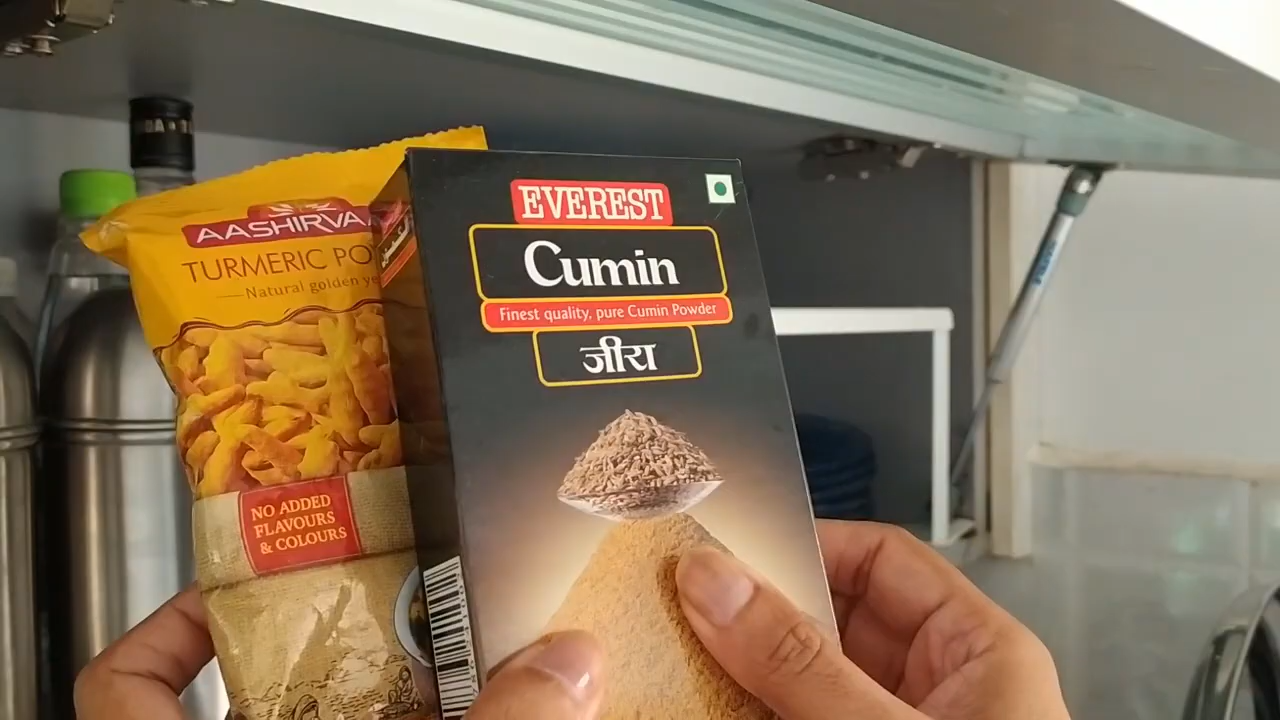 AASHIRVA
TURMERIC PO
Natural golden ye
NO ADDED
FLAVOURS
& COLOURS
EVEREST
Cumin
Finest quality, pure Cumin Powder
जीरा